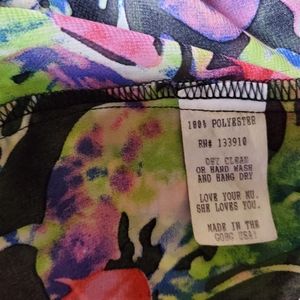 100% POLYESTER
RN# 133910
DRY CLEAN
OR HAND WASH
AND HANG DRY
LOVE YOUR NU.
SHE LOVES YOU.
MADE IN THE
USA!